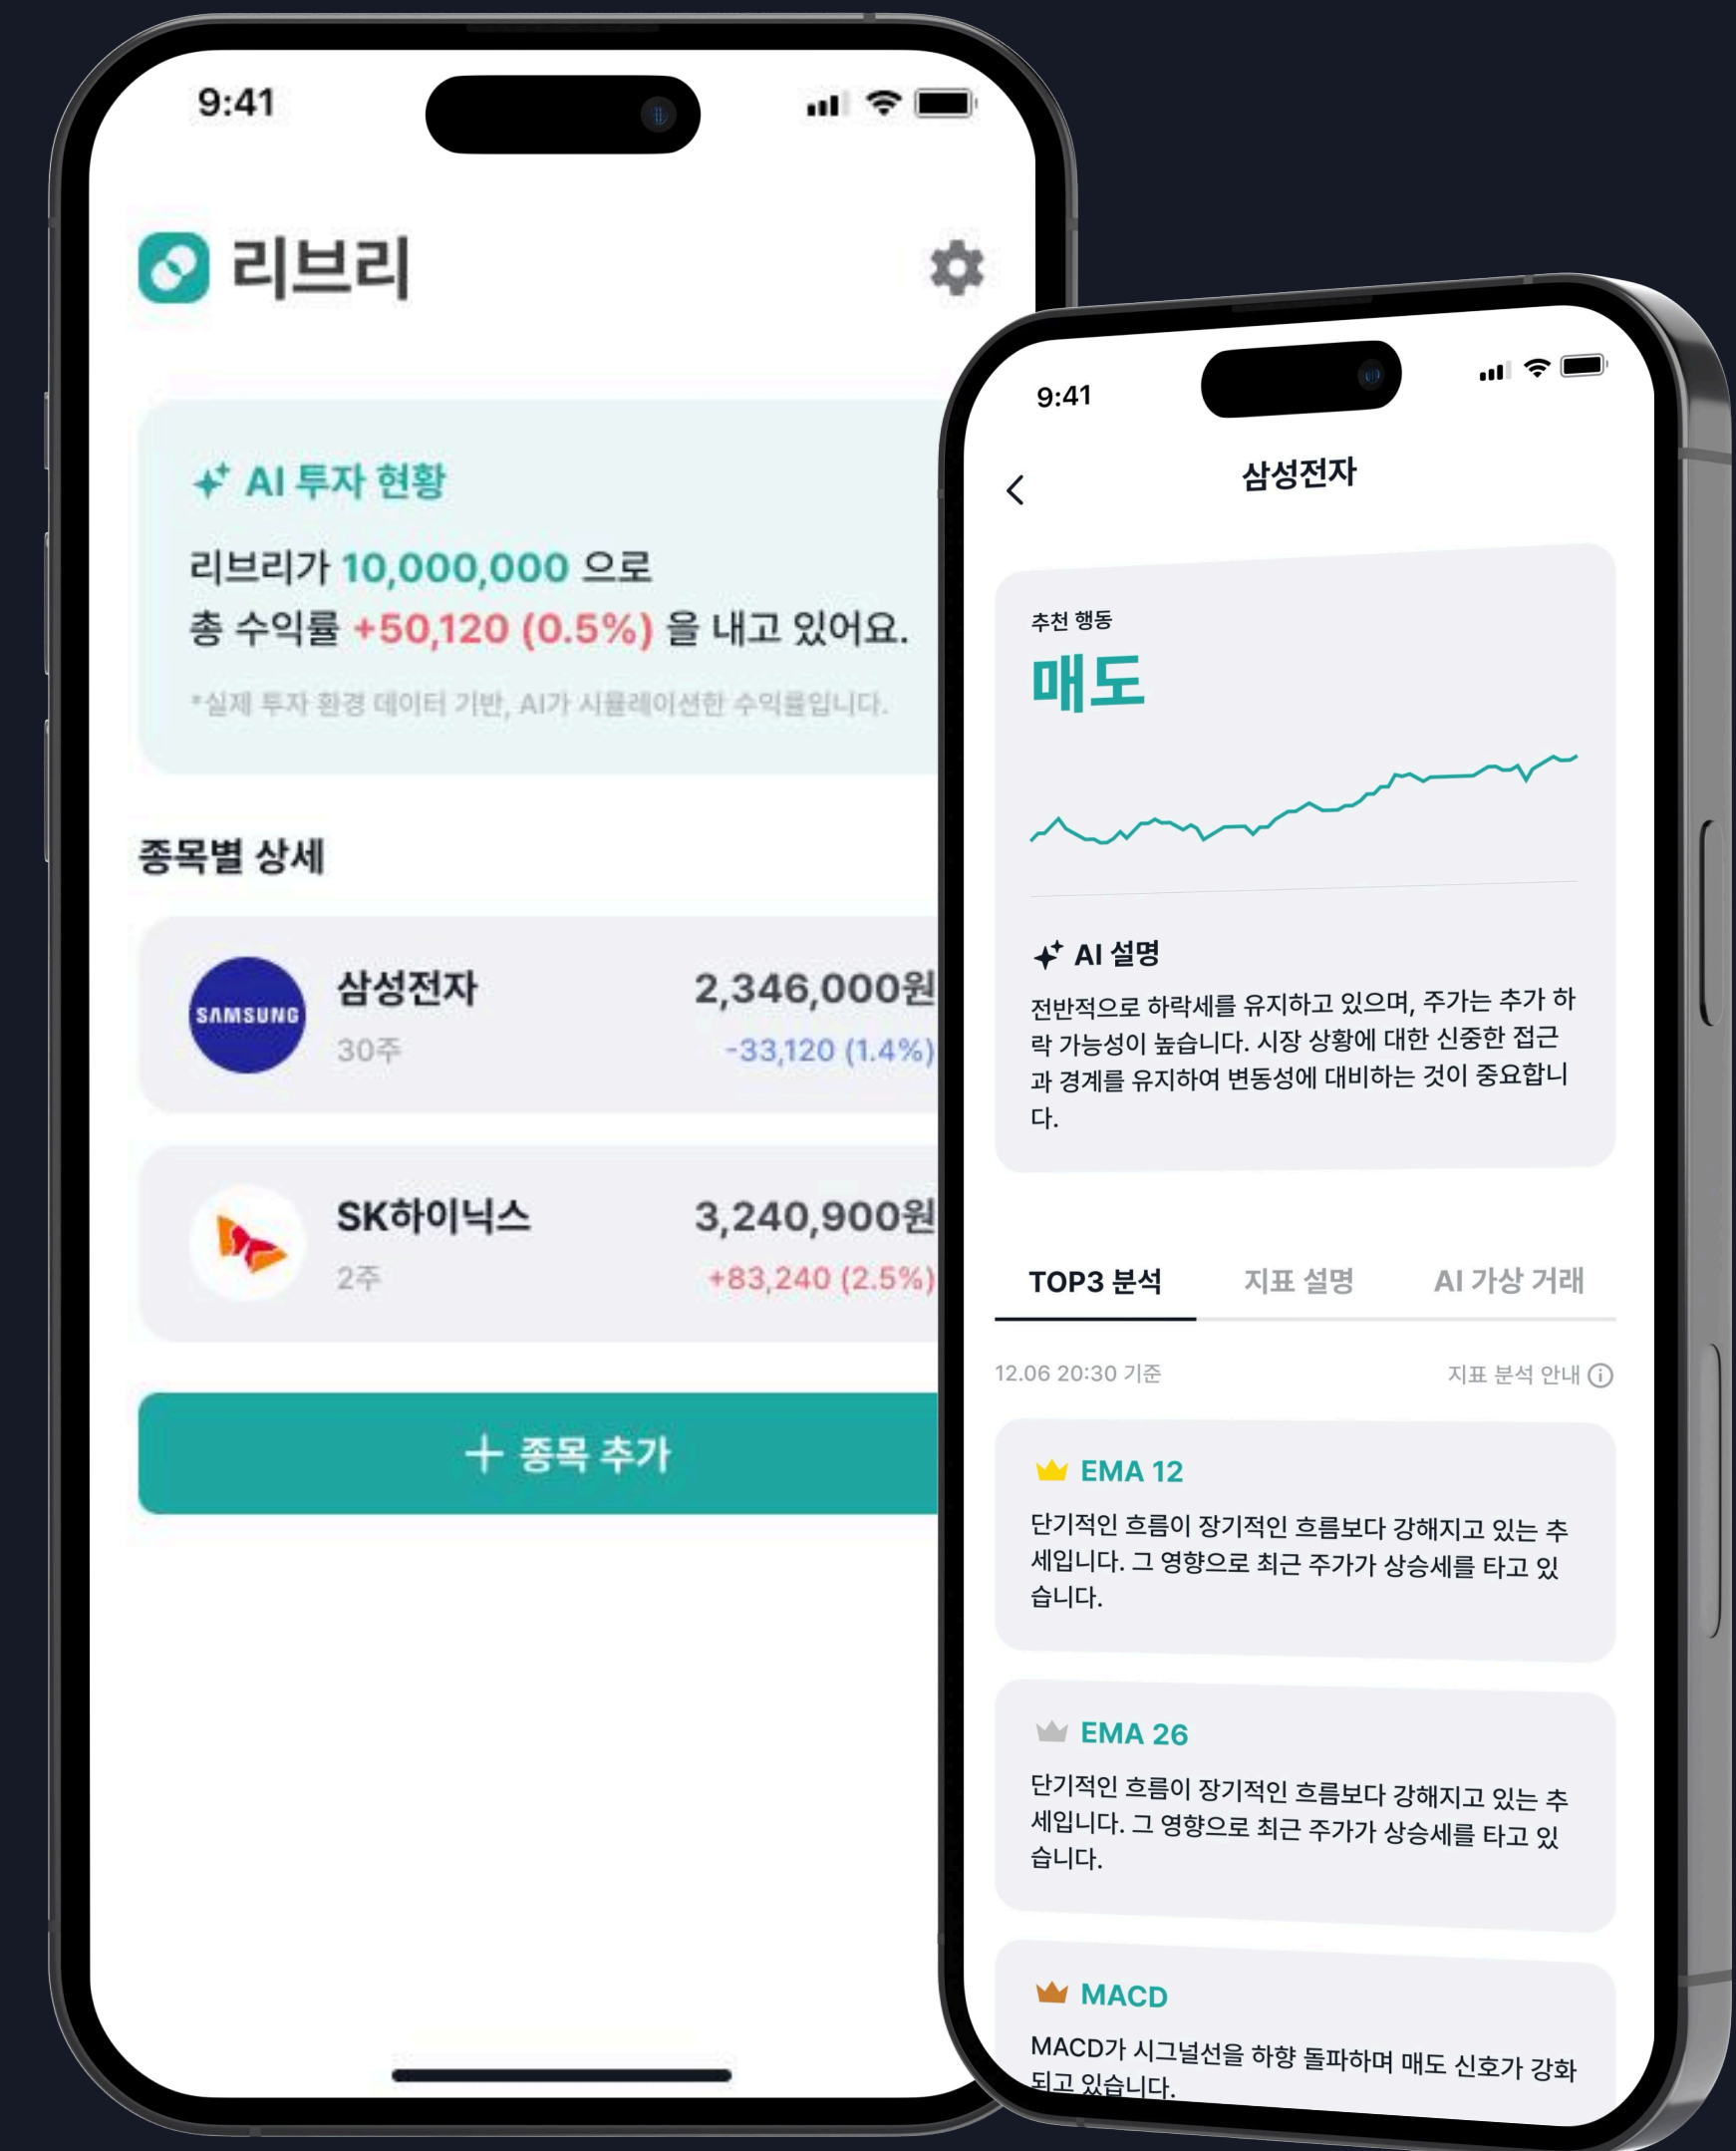 9:41
리브리
AI 투자 현황
리브리가 10,000,000 으로
총 수익률 +50,120 (0.5%) 을 내고 있어요.
*실제 투자 환경 데이터 기반, AI가 시뮬레이션한 수익률입니다.
종목별 상세
SAMSUNG
삼성전자
2,346,000원
30주
-33,120 (1.4%)
SK하이닉스
3,240,900원
2주
+83,240 (2.5%)
+ 종목 추가
9:41
삼성전자
추천 행동
매도
AI 설명
전반적으로 하락세를 유지하고 있으며, 주가는 추가 하
락 가능성이 높습니다. 시장 상황에 대한 신중한 접근
과 경계를 유지하여 변동성에 대비하는 것이 중요합니
다.
TOP3 분석
지표 설명
AI 가상 거래
12.06 20:30 기준
지표 분석 안내
EMA 12
단기적인 흐름이 장기적인 흐름보다 강해지고 있는 추
세입니다. 그 영향으로 최근 주가가 상승세를 타고 있
습니다.
EMA 26
단기적인 흐름이 장기적인 흐름보다 강해지고 있는 추
세입니다. 그 영향으로 최근 주가가 상승세를 타고 있
습니다.
MACD
MACD가 시그널선을 하향 돌파하며 매도 신호가 강화
되고 있습니다.